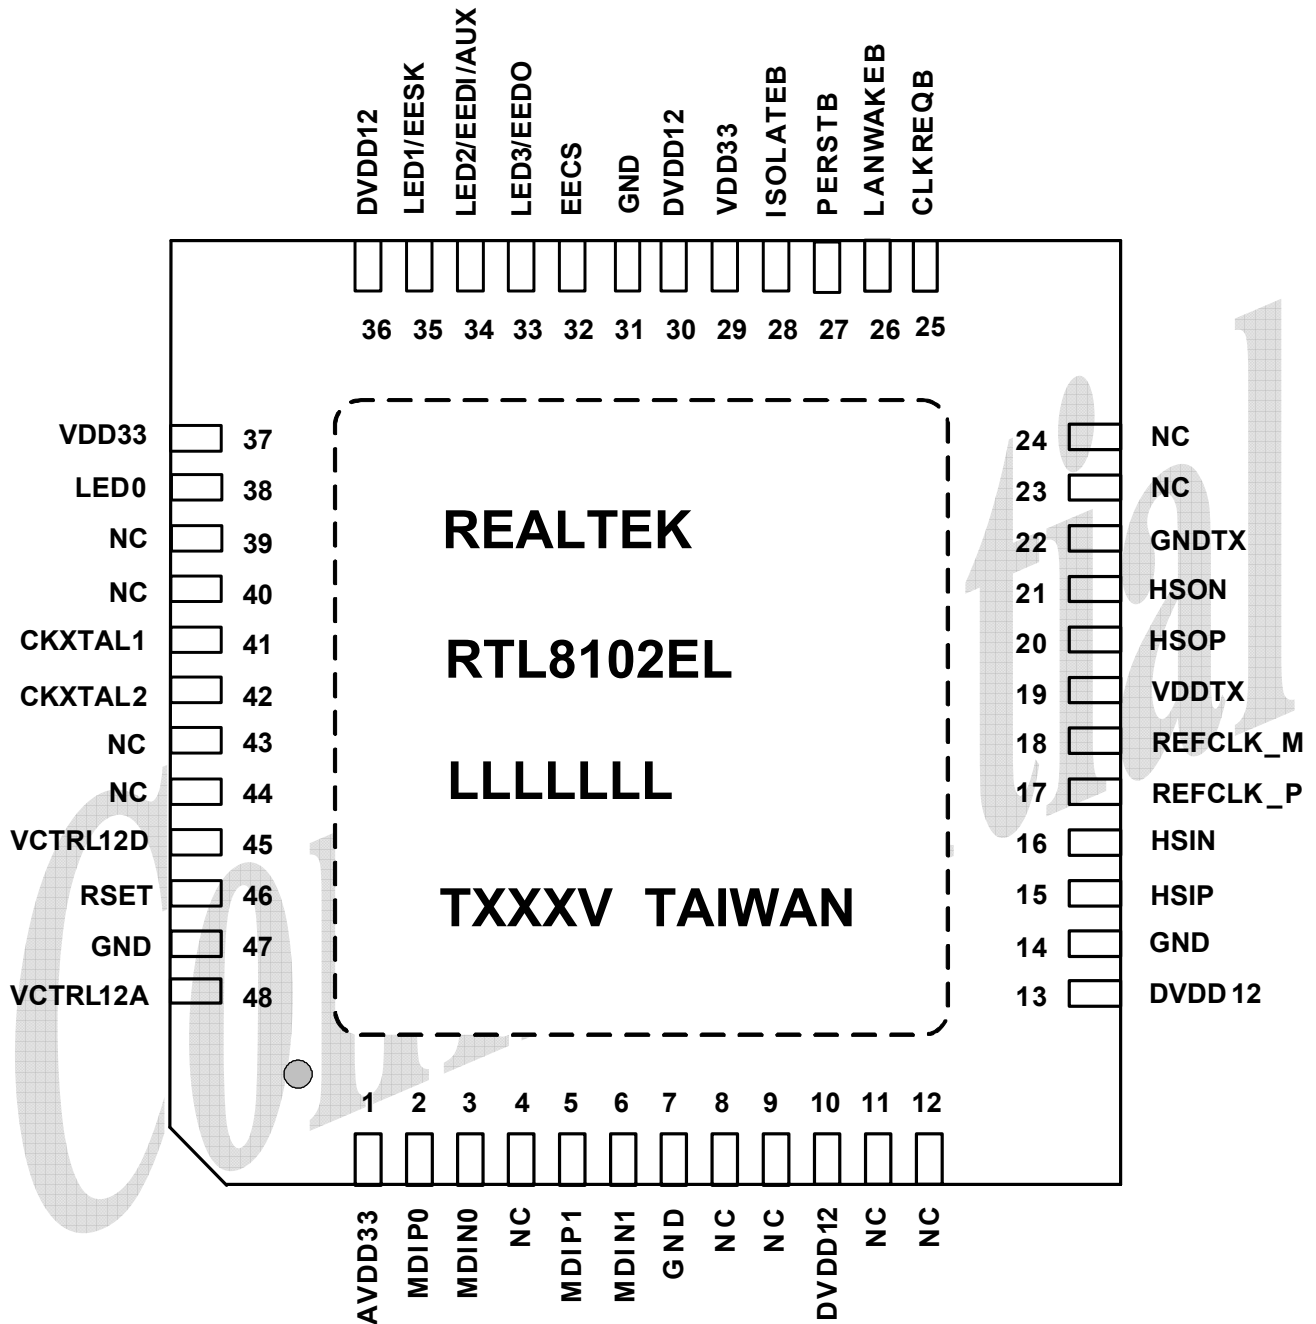 DVDD12
LED1/EESK
LED2/EEDI/AUX
LED3/EEDO
EECS
GND
DVDD12
VDD33
ISOLATEB
PERSTB
LANWAKEB
CLKREQB
36 35 34 33 32 31 30 29 28 27 26 25
VDD33 37
LED0 38
NC 39
NC 40
CKXTAL1 41
CKXTAL2 42
NC 43
NC 44
VCTRL12D 45
RSET 46
GND 47
VCTRL12A 48
REALTEK
RTL8102EL
LLLLLLL
TXXXV TAIWAN
24 NC
23 NC
22 GNDTX
21 HSON
20 HSOP
19 VDDTX
18 REFCLK_M
17 REFCLK_P
16 HSIN
15 HSIP
14 GND
13 DVDD12
1 2 3 4 5 6 7 8 9 10 11 12
AVDD33
MDIP0
MDIN0
NC
MDIP1
MDIN1
GND
NC
NC
DVDD12
NC
NC